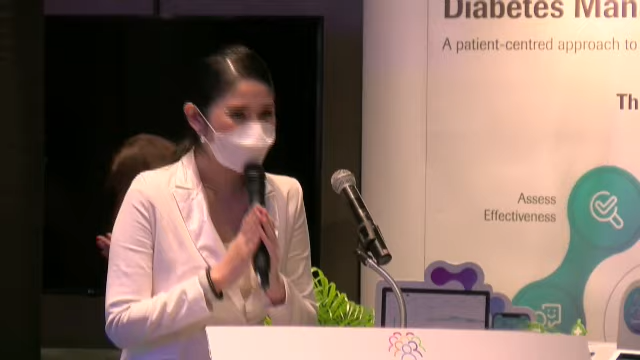 Diabetes Man
A patient-centred approach to
Th
Assess
Effectiveness